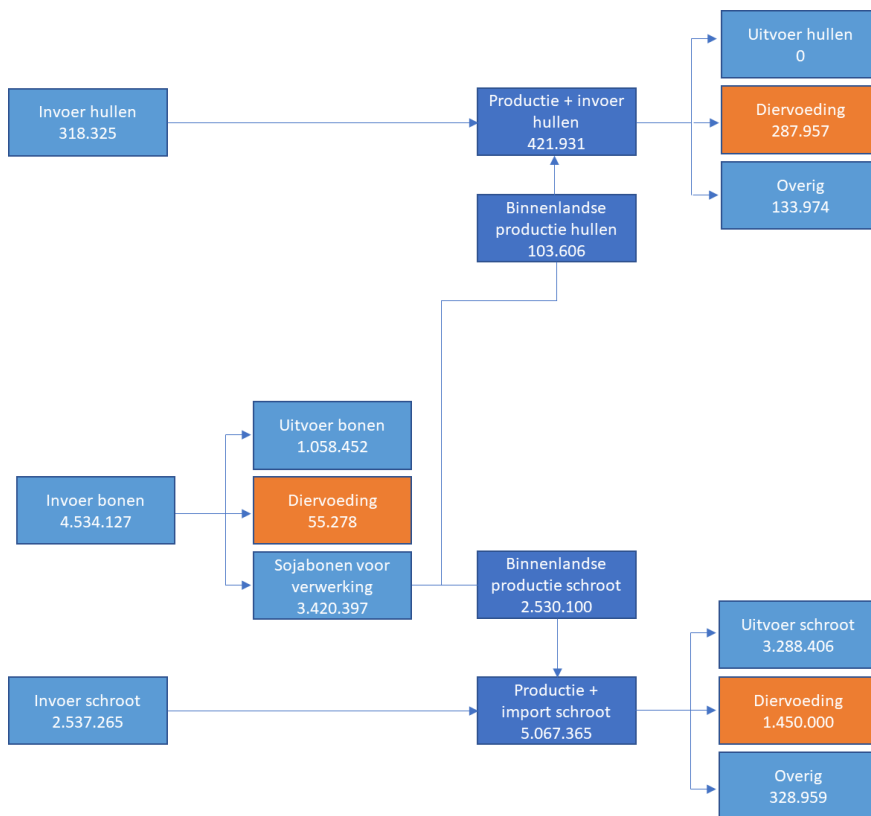 Uitvoer hullen
0
Invoer hullen
318.325
Productie + invoer
hullen
421.931
Diervoeding
287.957
Overig
133.974
Binnenlandse
productie hullen
103.606
Uitvoer bonen
1.058.452
Invoer bonen
4.534.127
Diervoeding
55.278
Sojabonen voor
verwerking
3.420.397
Binnenlandse
productie schroot
2.530.100
Uitvoer schroot
3.288.406
Invoer schroot
2.537.265
Productie +
import schroot
5.067.365
Diervoeding
1.450.000
Overig
328.959